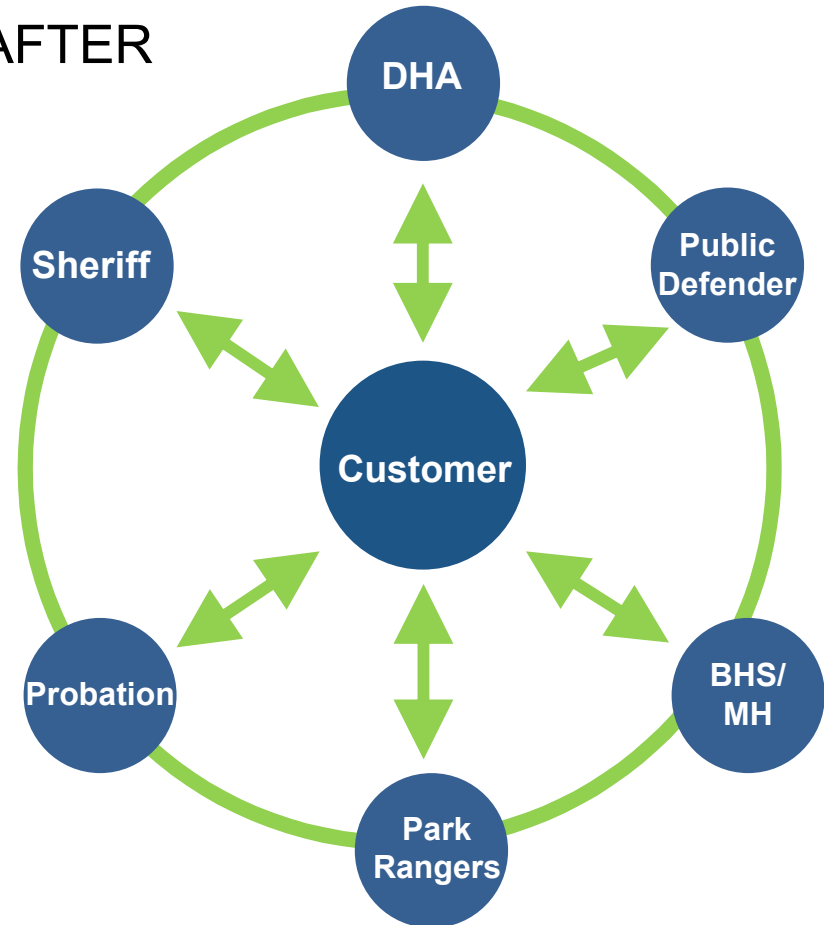 AFTER
DHA
Sheriff
Public
Defender
Customer
Probation
BHS/
MH
Park
Rangers